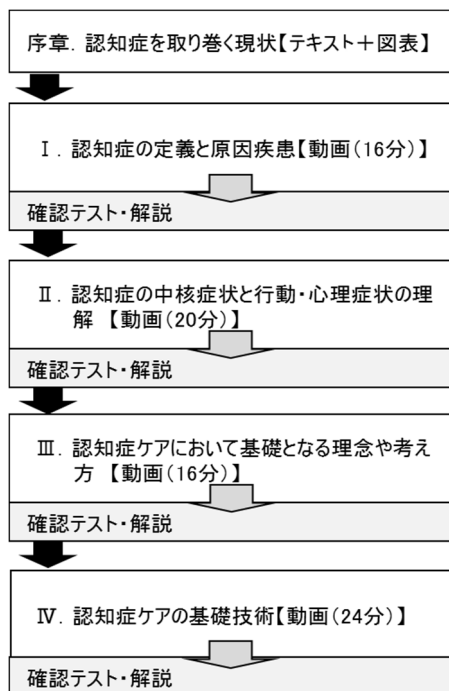 序章．認知症を取り巻く現状【テキスト＋図表】
Ⅰ．認知症の定義と原因疾患【動画（16分）】
確認テスト・解説
Ⅱ．認知症の中核症状と行動・心理症状の理
解 【動画（20分）】
確認テスト・解説
Ⅲ．認知症ケアにおいて基礎となる理念や考え
方 【動画（16分）】
確認テスト・解説
Ⅳ．認知症ケアの基礎技術【動画（24分）】
確認テスト・解説